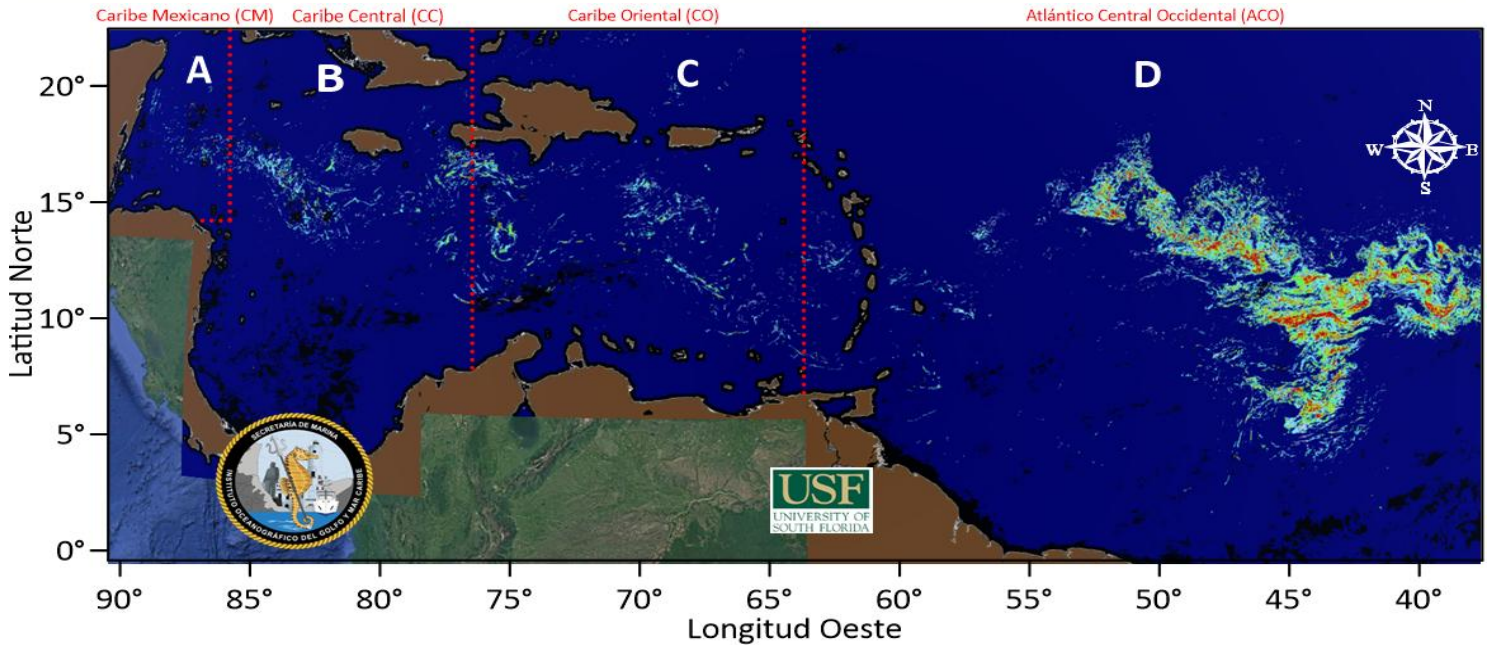 Caribe Mexicano (CM)
Caribe Central (CC)
Caribe Oriental (CO)
Atlántico Central Occidental (ACO)
A
B
C
D
N
W
E
S
Latitud Norte
20°
15°
10°
5°
0°
SECRETARÍA DE MARINA
INSTITUTO OCEANOGRÁFICO DEL GOLFO Y MAR CARIBE
USF
UNIVERSITY OF
SOUTH FLORIDA
90°
85°
80°
75°
70°
65°
60°
55°
50°
45°
40°
Longitud Oeste